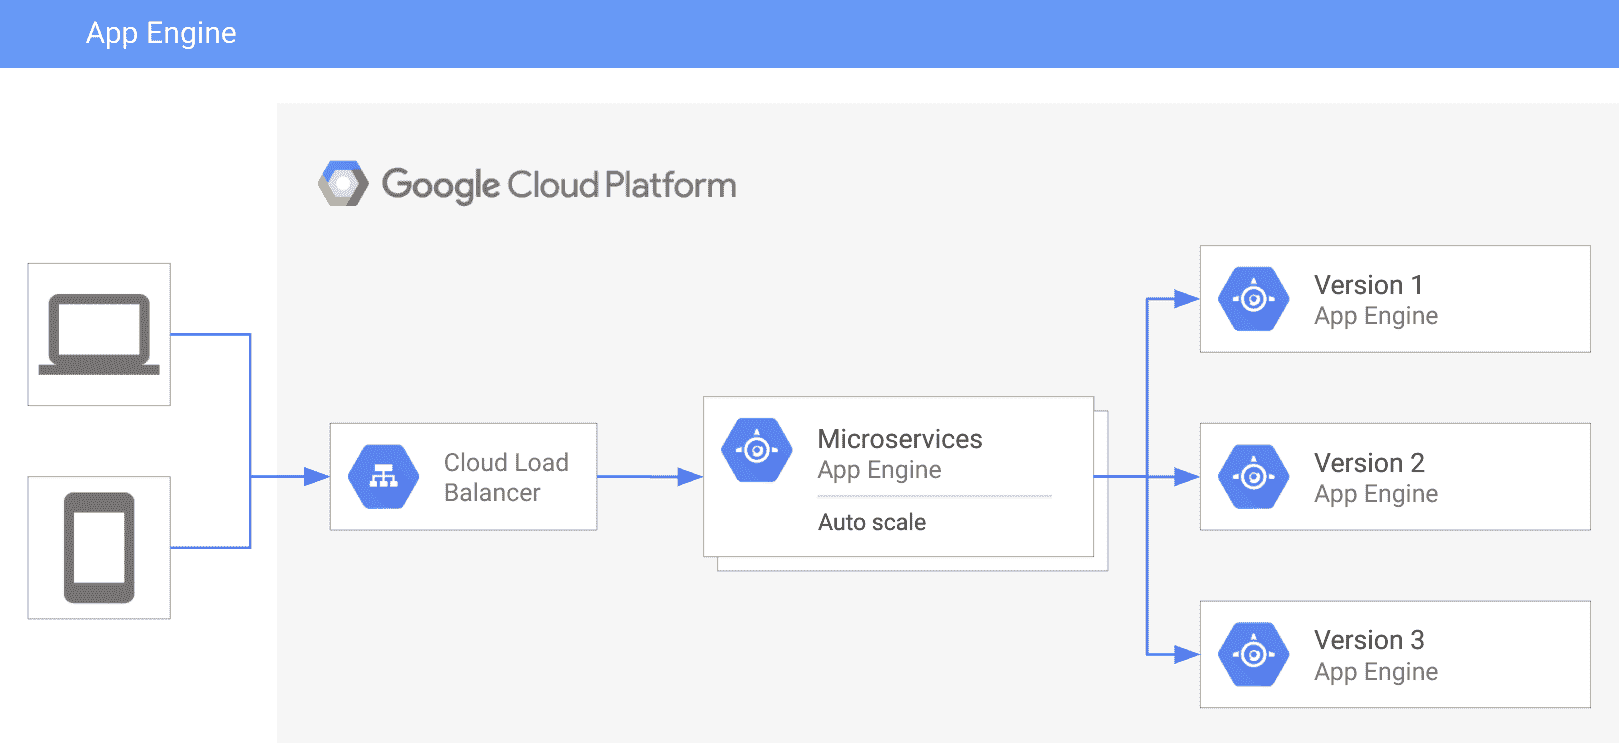 App Engine
Google Cloud Platform
Version 1
App Engine
Cloud Load
Balancer
Microservices
App Engine
Auto scale
Version 2
App Engine
Version 3
App Engine